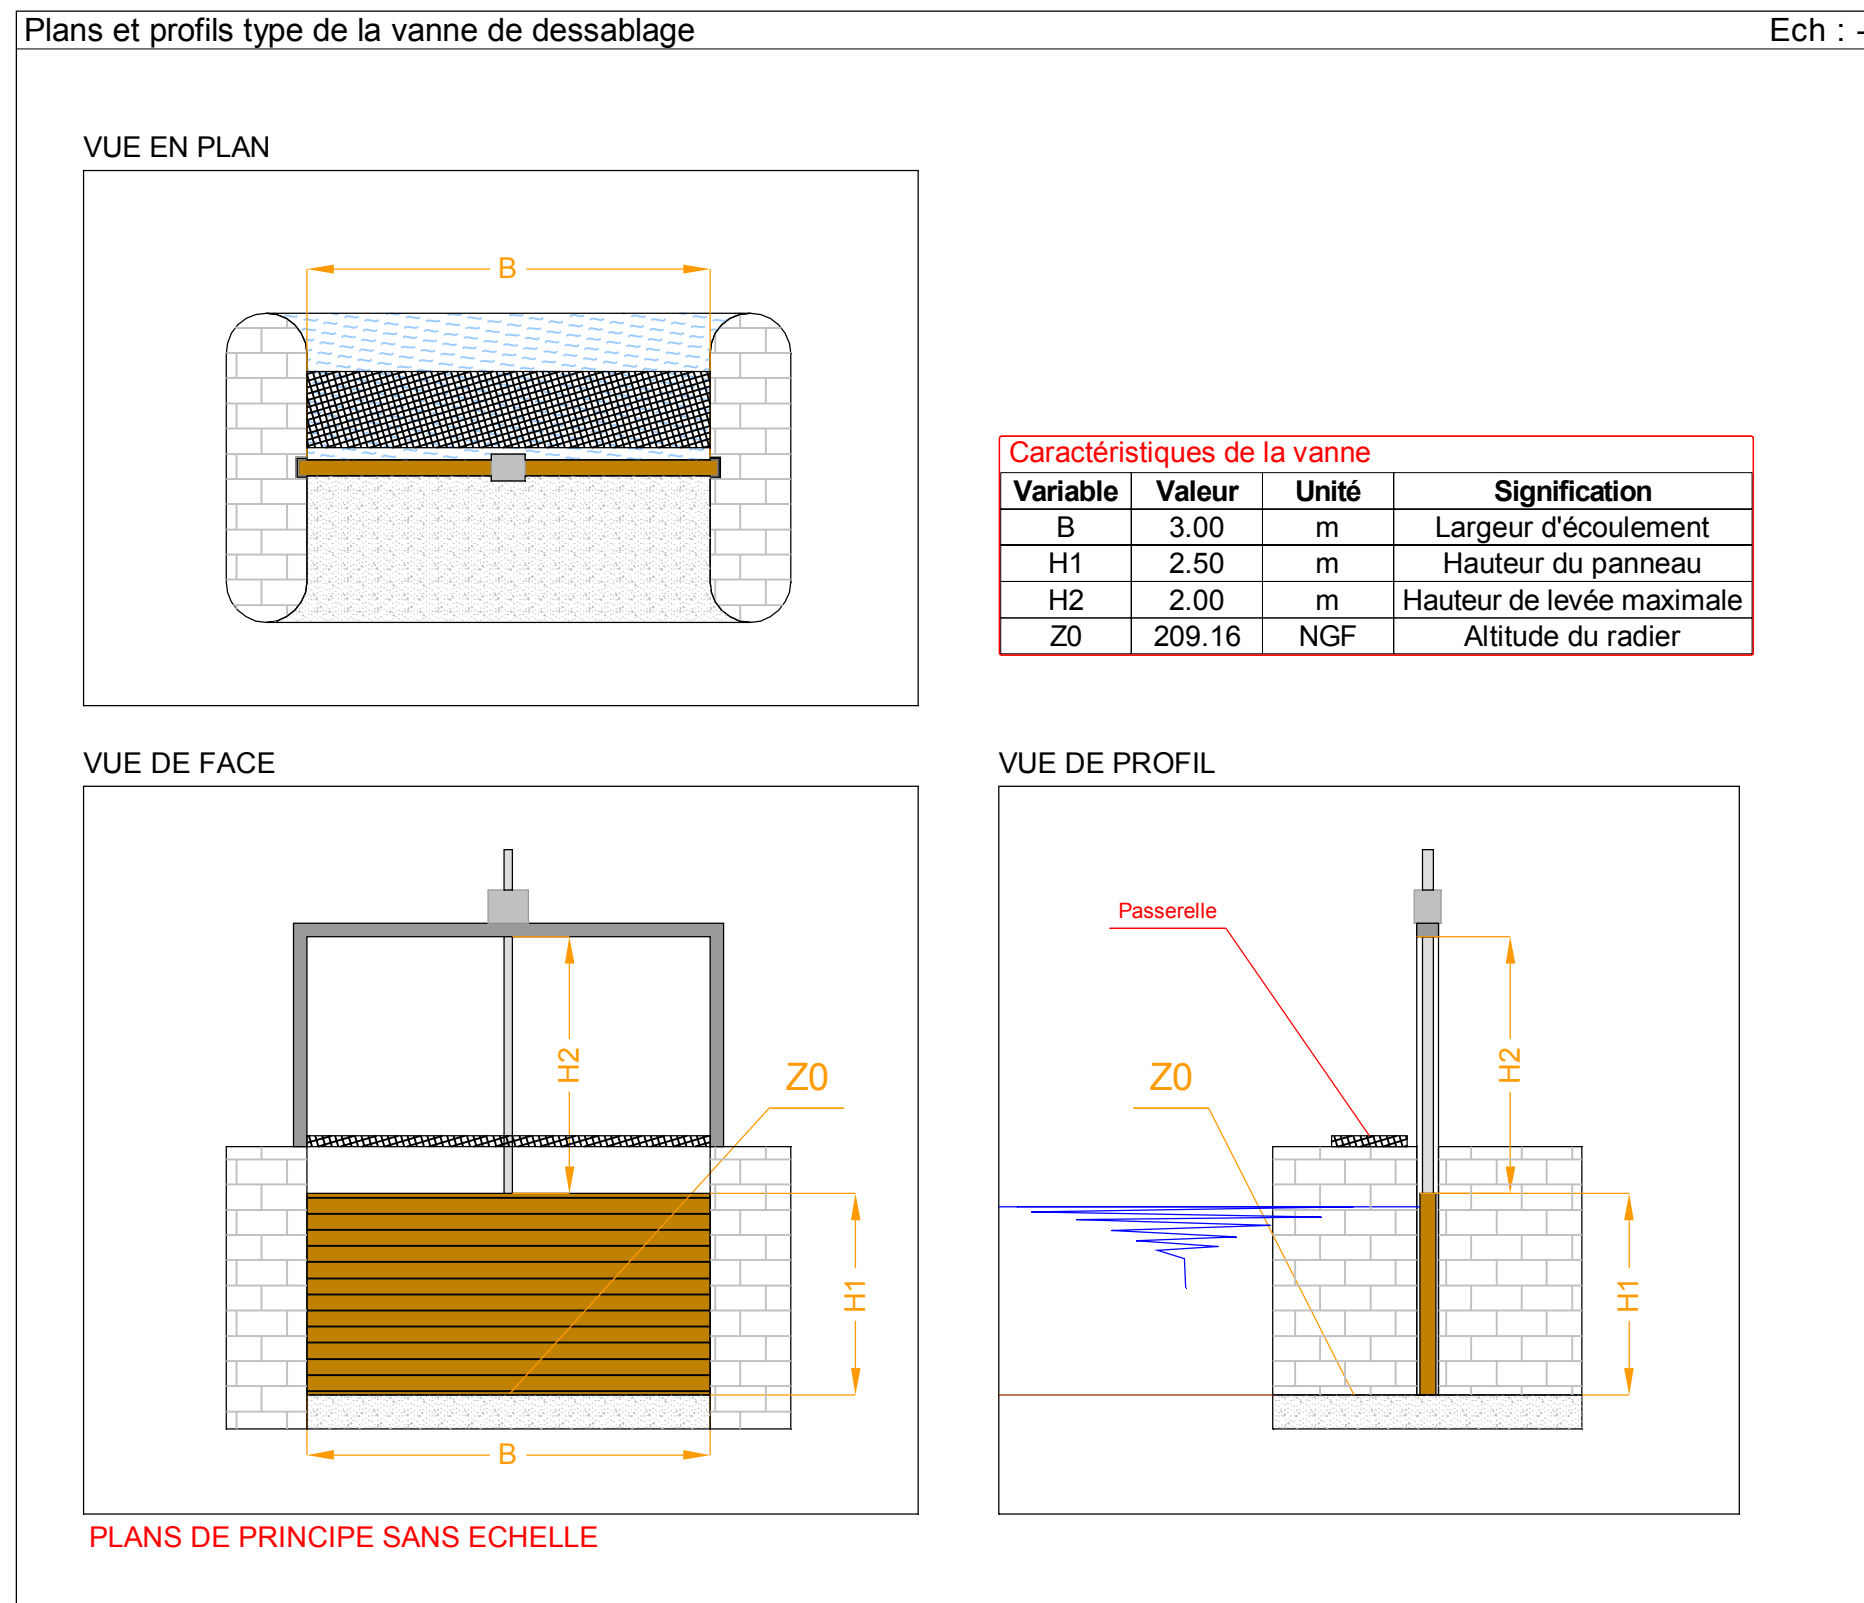 Plans et profils type de la vanne de dessablage Ech : -
VUE EN PLAN
B
Caractéristiques de la vanne
Variable Valeur Unité Signification
B 3.00 m Largeur d'écoulement
H1 2.50 m Hauteur du panneau
H2 2.00 m Hauteur de levée maximale
Z0 209.16 NGF Altitude du radier
VUE DE FACE
H2
Z0
H1
B
PLANS DE PRINCIPE SANS ECHELLE
VUE DE PROFIL
Passerelle
Z0
H2
H1